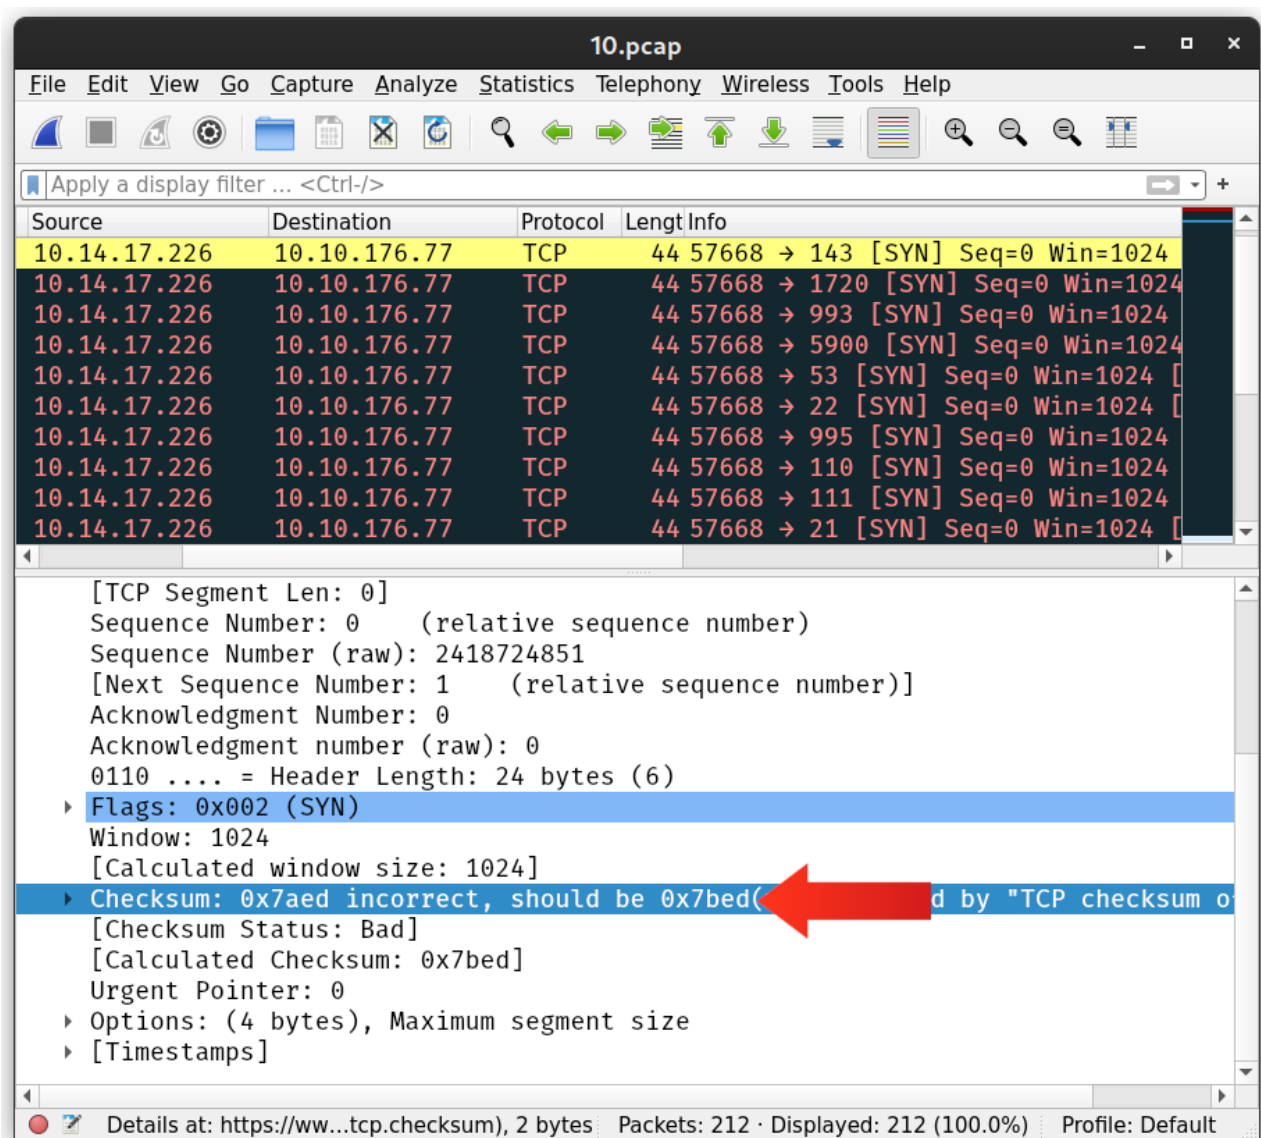 10.pcap
File Edit View Go Capture Analyze Statistics Telephony Wireless Tools Help
Apply a display filter ... <Ctrl-/>
Source Destination Protocol Lengt Info
10.14.17.226 10.10.176.77 TCP 44 57668 → 143 [SYN] Seq=0 Win=1024
10.14.17.226 10.10.176.77 TCP 44 57668 → 1720 [SYN] Seq=0 Win=1024
10.14.17.226 10.10.176.77 TCP 44 57668 → 993 [SYN] Seq=0 Win=1024
10.14.17.226 10.10.176.77 TCP 44 57668 → 5900 [SYN] Seq=0 Win=1024
10.14.17.226 10.10.176.77 TCP 44 57668 → 53 [SYN] Seq=0 Win=1024 [
10.14.17.226 10.10.176.77 TCP 44 57668 → 22 [SYN] Seq=0 Win=1024 [
10.14.17.226 10.10.176.77 TCP 44 57668 → 995 [SYN] Seq=0 Win=1024
10.14.17.226 10.10.176.77 TCP 44 57668 → 110 [SYN] Seq=0 Win=1024
10.14.17.226 10.10.176.77 TCP 44 57668 → 111 [SYN] Seq=0 Win=1024
10.14.17.226 10.10.176.77 TCP 44 57668 → 21 [SYN] Seq=0 Win=1024 [
[TCP Segment Len: 0]
Sequence Number: 0 (relative sequence number)
Sequence Number (raw): 2418724851
[Next Sequence Number: 1 (relative sequence number)]
Acknowledgment Number: 0
Acknowledgment number (raw): 0
0110 .... = Header Length: 24 bytes (6)
Flags: 0x002 (SYN)
Window: 1024
[Calculated window size: 1024]
Checksum: 0x7aed incorrect, should be 0x7bed( d by "TCP checksum o
[Checksum Status: Bad]
[Calculated Checksum: 0x7bed]
Urgent Pointer: 0
Options: (4 bytes), Maximum segment size
[Timestamps]
Details at: https://ww...tcp.checksum), 2 bytes Packets: 212 · Displayed: 212 (100.0%) Profile: Default